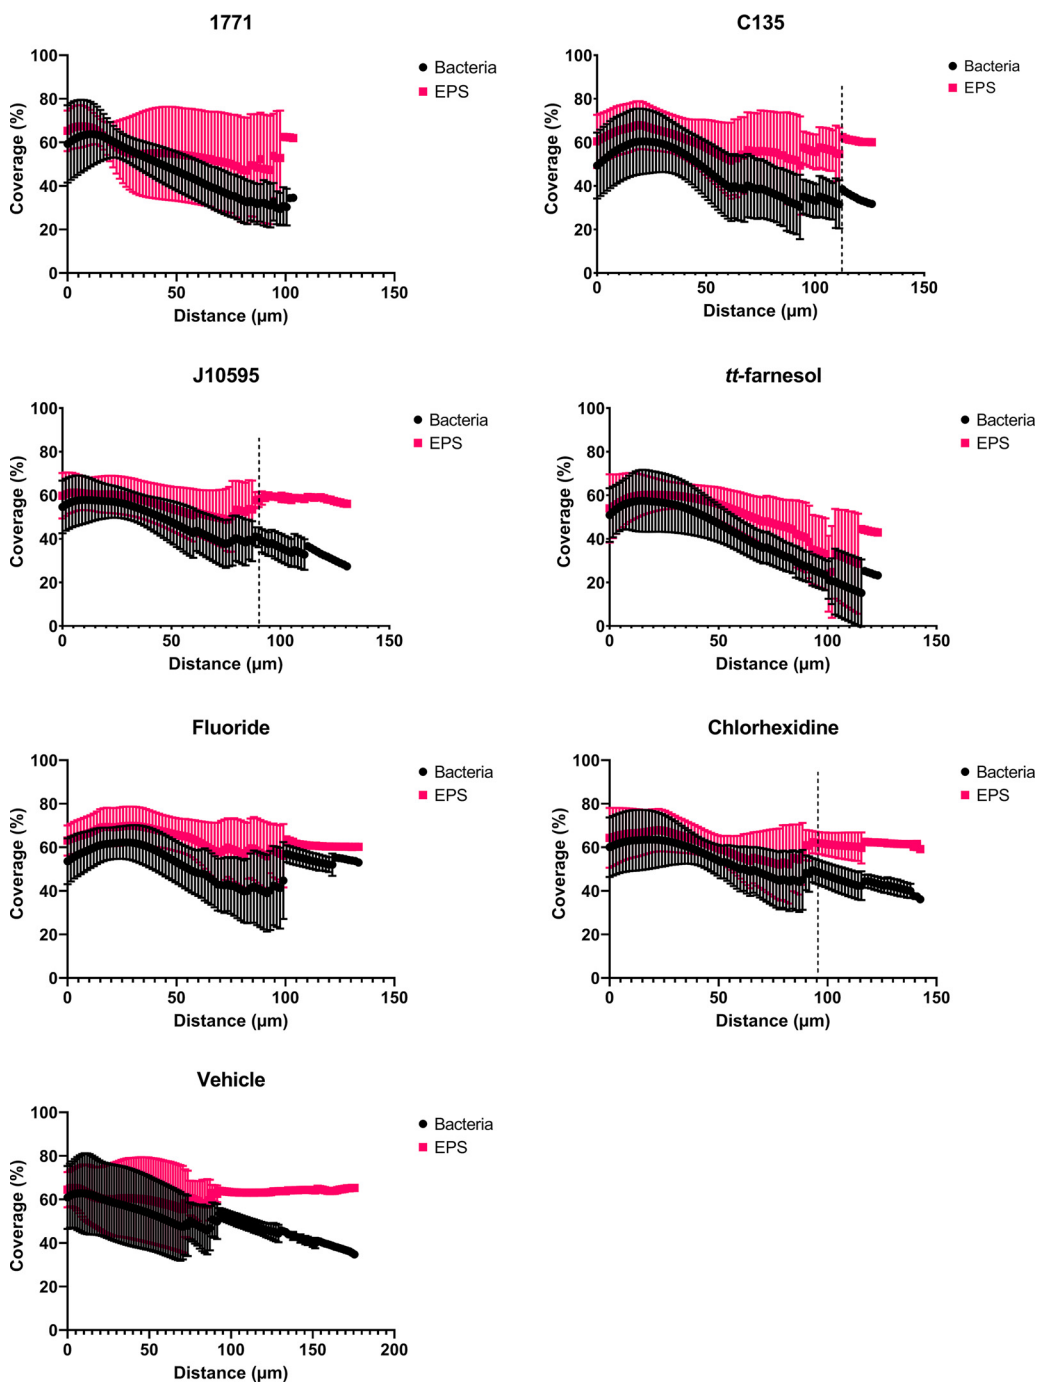 1771
Coverage (%)
100
80
60
40
20
0
0 50 100 150
Distance (µm)
Bacteria
EPS
C135
Coverage (%)
100
80
60
40
20
0
0 50 100 150
Distance (µm)
Bacteria
EPS
J10595
Coverage (%)
100
80
60
40
20
0
0 50 100 150
Distance (µm)
Bacteria
EPS
tt-farnesol
Coverage (%)
100
80
60
40
20
0
0 50 100 150
Distance (µm)
Bacteria
EPS
Fluoride
Coverage (%)
100
80
60
40
20
0
0 50 100 150
Distance (µm)
Bacteria
EPS
Chlorhexidine
Coverage (%)
100
80
60
40
20
0
0 50 100 150
Distance (µm)
Bacteria
EPS
Vehicle
Coverage (%)
100
80
60
40
20
0
0 50 100 150 200
Distance (µm)
Bacteria
EPS